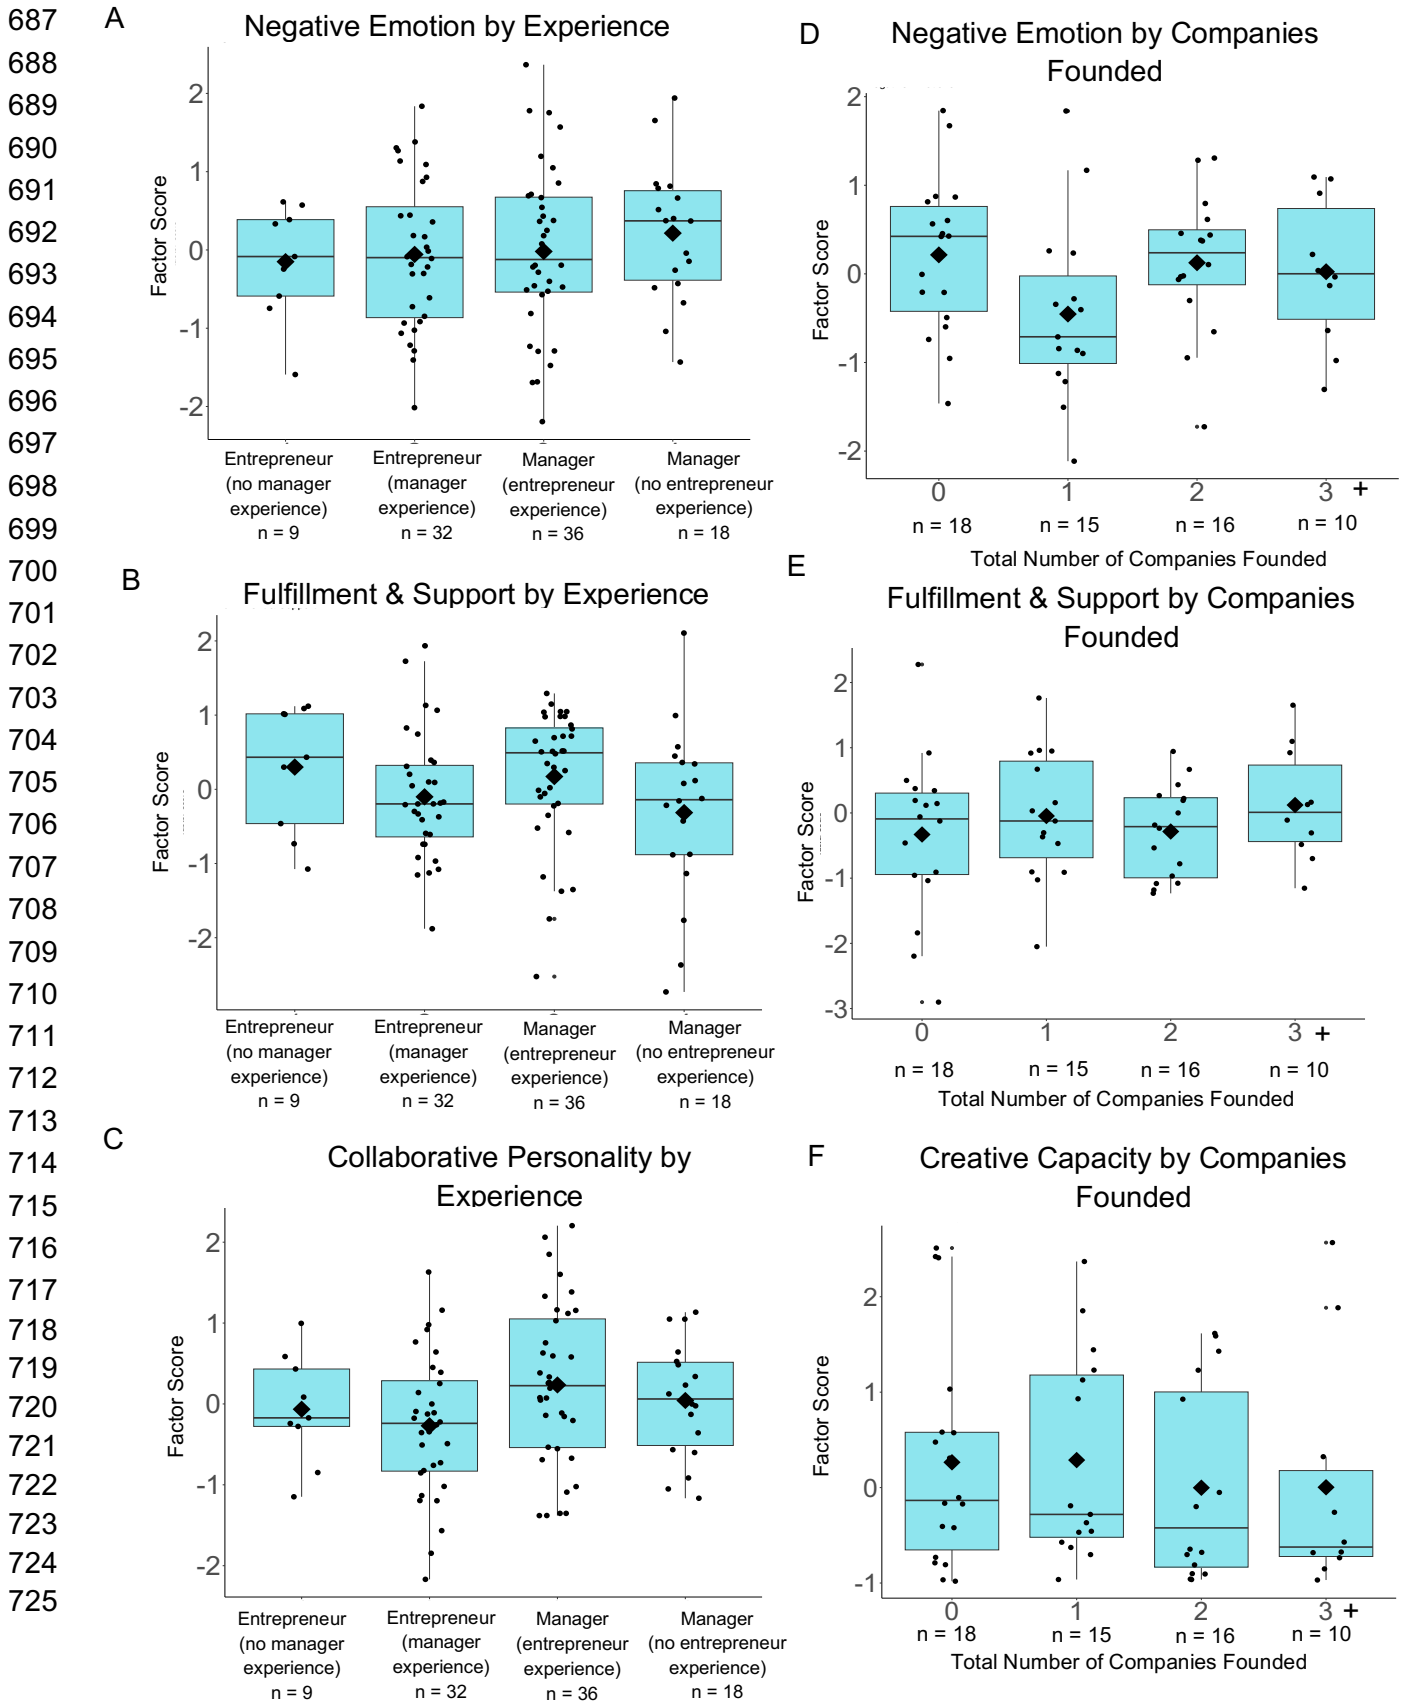 687
688
689
690
691
692
693
694
695
696
697
698
699
700
701
702
703
704
705
706
707
708
709
710
711
712
713
714
715
716
717
718
719
720
721
722
723
724
725
A
Negative Emotion by Experience
Factor Score
2
1
0
-1
-2
Entrepreneur
(no manager
experience)
n = 9
Entrepreneur
(manager
experience)
n = 32
Manager
(entrepreneur
experience)
n = 36
Manager
(no entrepreneur
experience)
n = 18
B
Fulfillment & Support by Experience
Factor Score
2
1
0
-1
-2
Entrepreneur
(no manager
experience)
n = 9
Entrepreneur
(manager
experience)
n = 32
Manager
(entrepreneur
experience)
n = 36
Manager
(no entrepreneur
experience)
n = 18
C
Collaborative Personality by
Experience
Factor Score
2
1
0
-1
-2
Entrepreneur
(no manager
experience)
n = 9
Entrepreneur
(manager
experience)
n = 32
Manager
(entrepreneur
experience)
n = 36
Manager
(no entrepreneur
experience)
n = 18
D
Negative Emotion by Companies
Founded
Factor Score
2
1
0
-1
-2
0 1 2 3 +
n = 18 n = 15 n = 16 n = 10
Total Number of Companies Founded
E
Fulfillment & Support by Companies
Founded
Factor Score
2
1
0
-1
-2
-3
0 1 2 3 +
n = 18 n = 15 n = 16 n = 10
Total Number of Companies Founded
F
Creative Capacity by Companies
Founded
Factor Score
2
1
0
-1
0 1 2 3 +
n = 18 n = 15 n = 16 n = 10
Total Number of Companies Founded